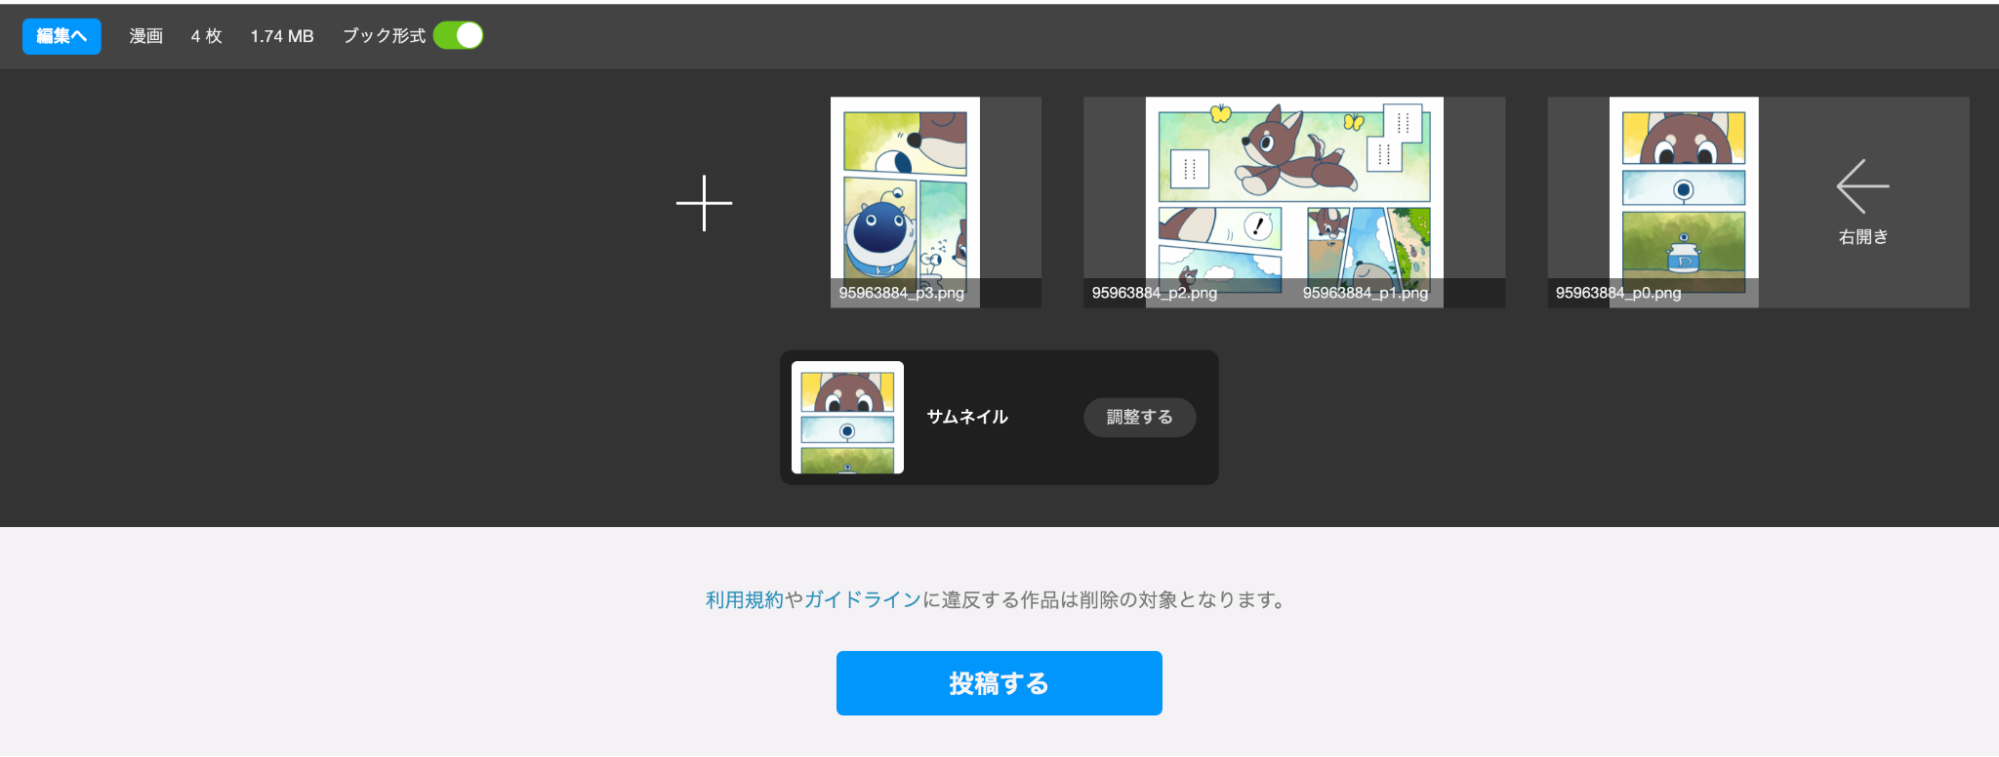 編集へ 漫画 4 枚 1.74 MB ブック形式
!
95963884_p3.png 95963884_p2.png 95963884_p1.png 95963884_p0.png
右開き
サムネイル 調整する
利用規約やガイドラインに違反する作品は削除の対象となります。
投稿する